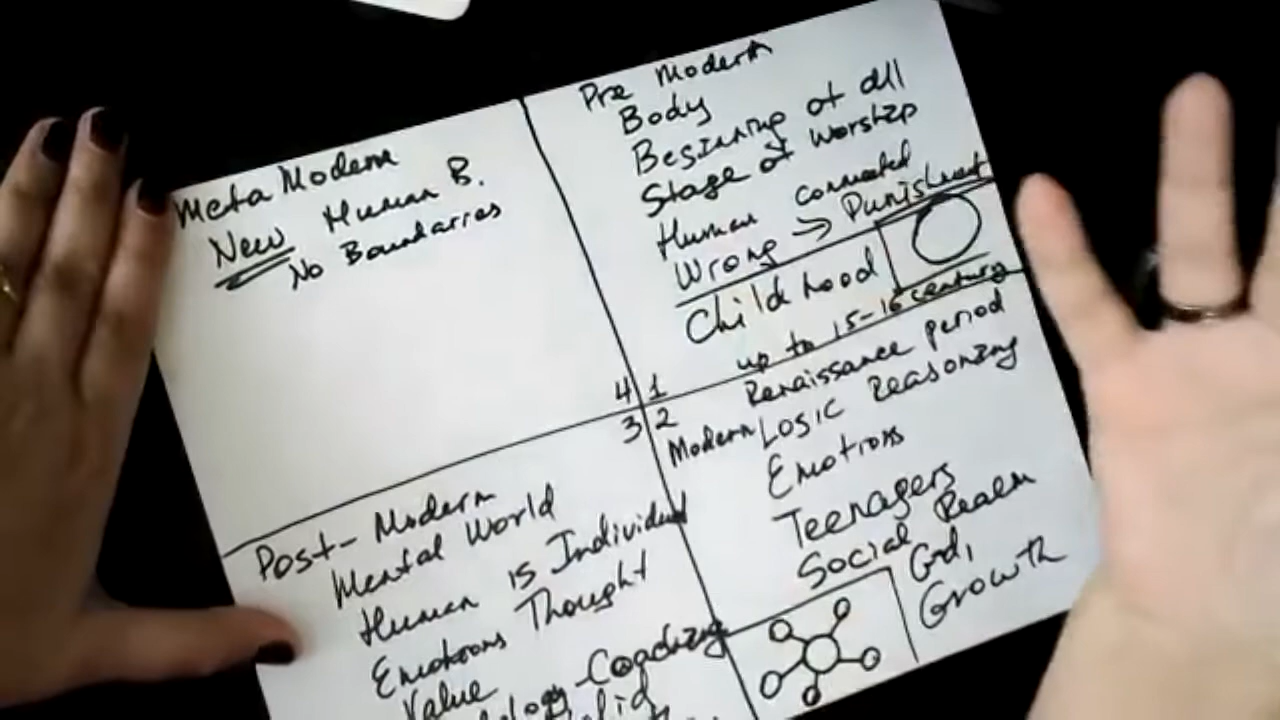 Pre Modern
Body
Beginning of all
Stage of Worship
Human connected
Wrong → Punishment
Childhood
up to 15-16 century
1
2
Renaissance period
Modern Logic Reasoning
Emotions
Teenagers
Social Realm
God,
Growth
3
Post-Modern
Mental World
Human is Individual
Emotions Thought
Value
Coaching
4
Meta Modern
New Human B.
No Boundaries